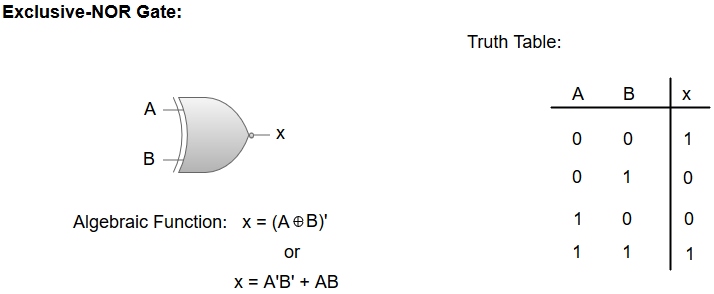 Exclusive-NOR Gate:
Truth Table:
A B x
A
B
x
0 0 1
0 1 0
1 0 0
1 1 1
Algebraic Function: x = (A⊕B)'
or
x = A'B' + AB